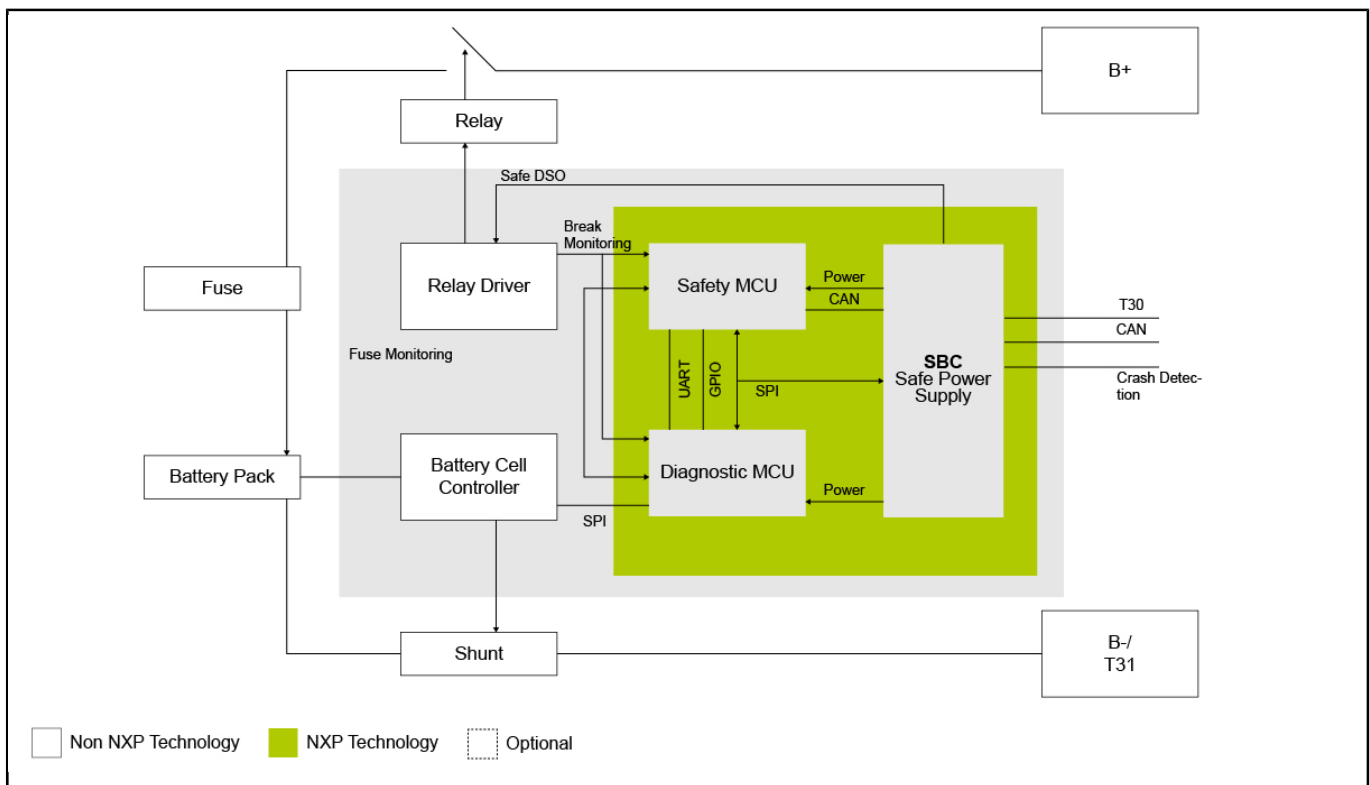 B+
Relay
Safe DSO
Break
Monitoring
Relay Driver
Safety MCU
Power
CAN
Fuse
Fuse Monitoring
UART
GPIO
SPI
SBC
Safe Power
Supply
T30
CAN
Crash Detec-
tion
Battery Pack
Battery Cell
Controller
SPI
Diagnostic MCU
Power
Shunt
B-/
T31
Non NXP Technology
NXP Technology
Optional